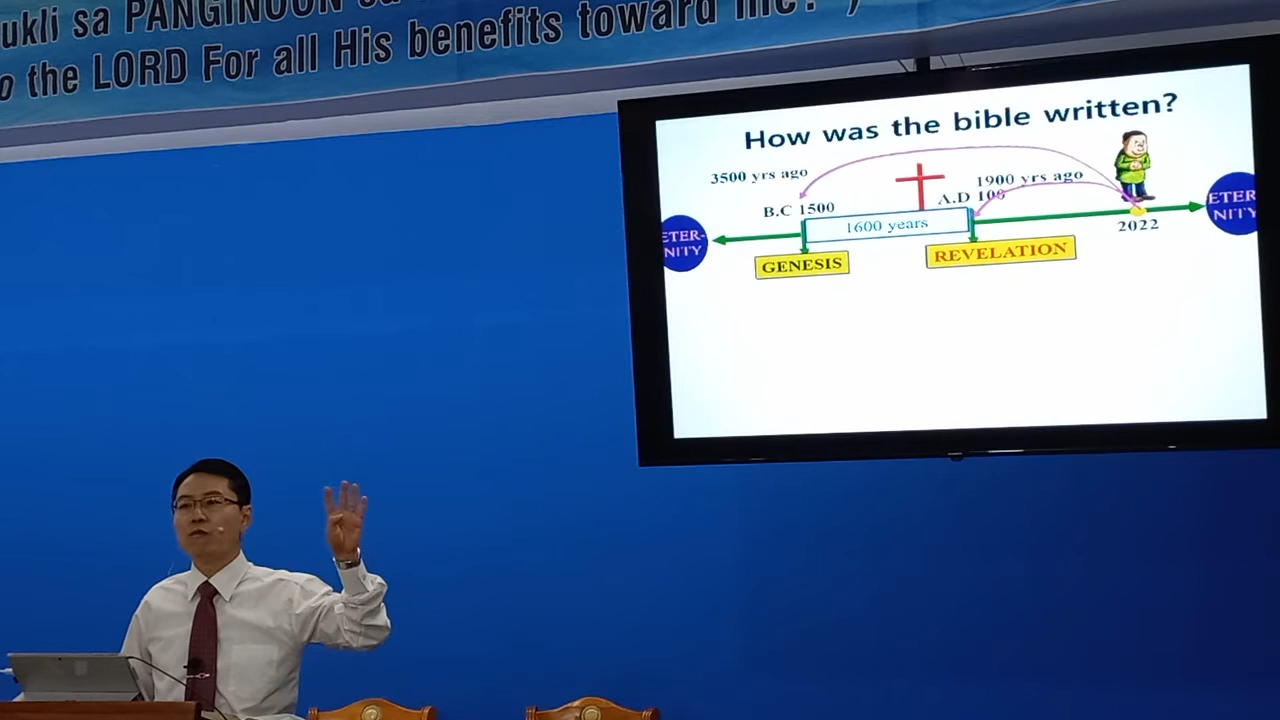 ukli sa PANGINOON sa
o the LORD For all His benefits toward me?")
How was the bible written?
3500 yrs ago
1900 yrs ago
B.C 1500
A.D 100
1600 years
2022
ETER-
NITY
ETER
NITY
GENESIS
REVELATION